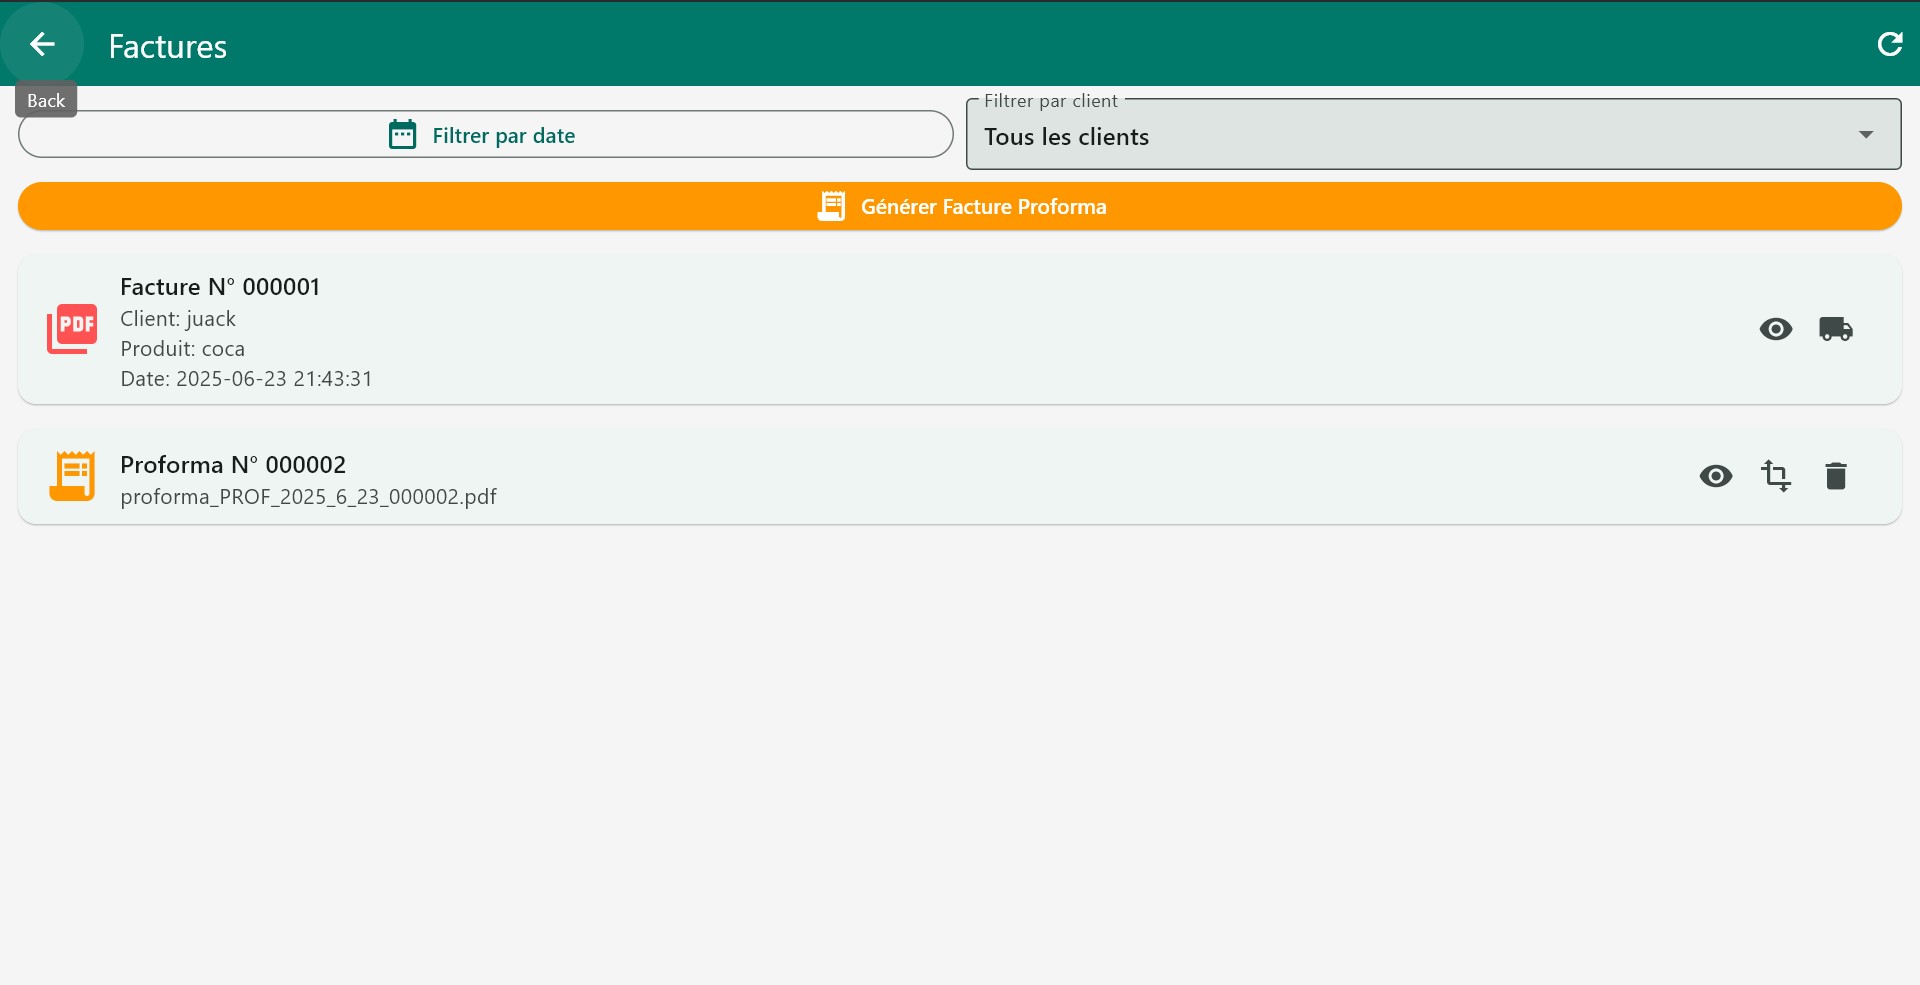 Factures
Back
Filtrer par date
Filtrer par client
Tous les clients
Générer Facture Proforma
PDF
Facture N° 000001
Client: juack
Produit: coca
Date: 2025-06-23 21:43:31
Proforma N° 000002
proforma_PROF_2025_6_23_000002.pdf